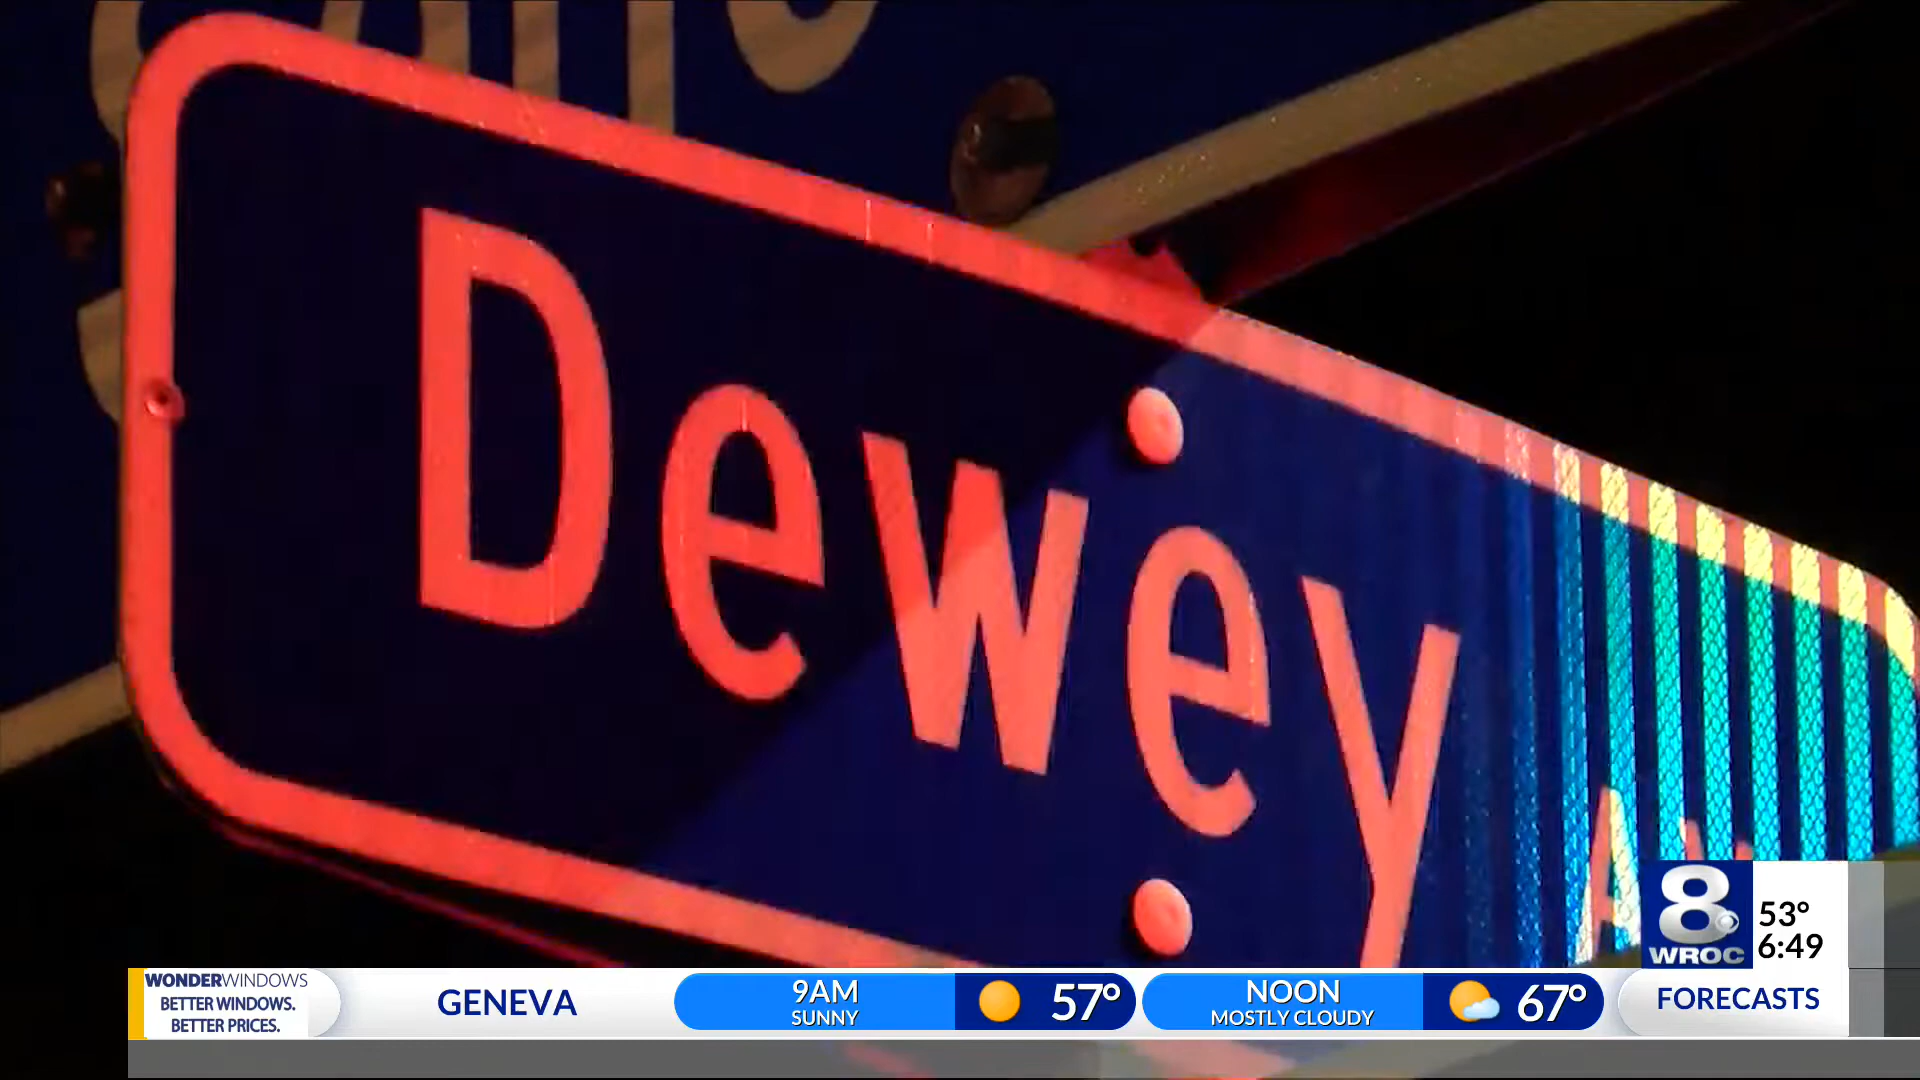 Dewey
8
WROC
53°
6:49
WONDERWINDOWS
BETTER WINDOWS.
BETTER PRICES.
GENEVA
9AM
SUNNY
57°
NOON
MOSTLY CLOUDY
67°
FORECASTS